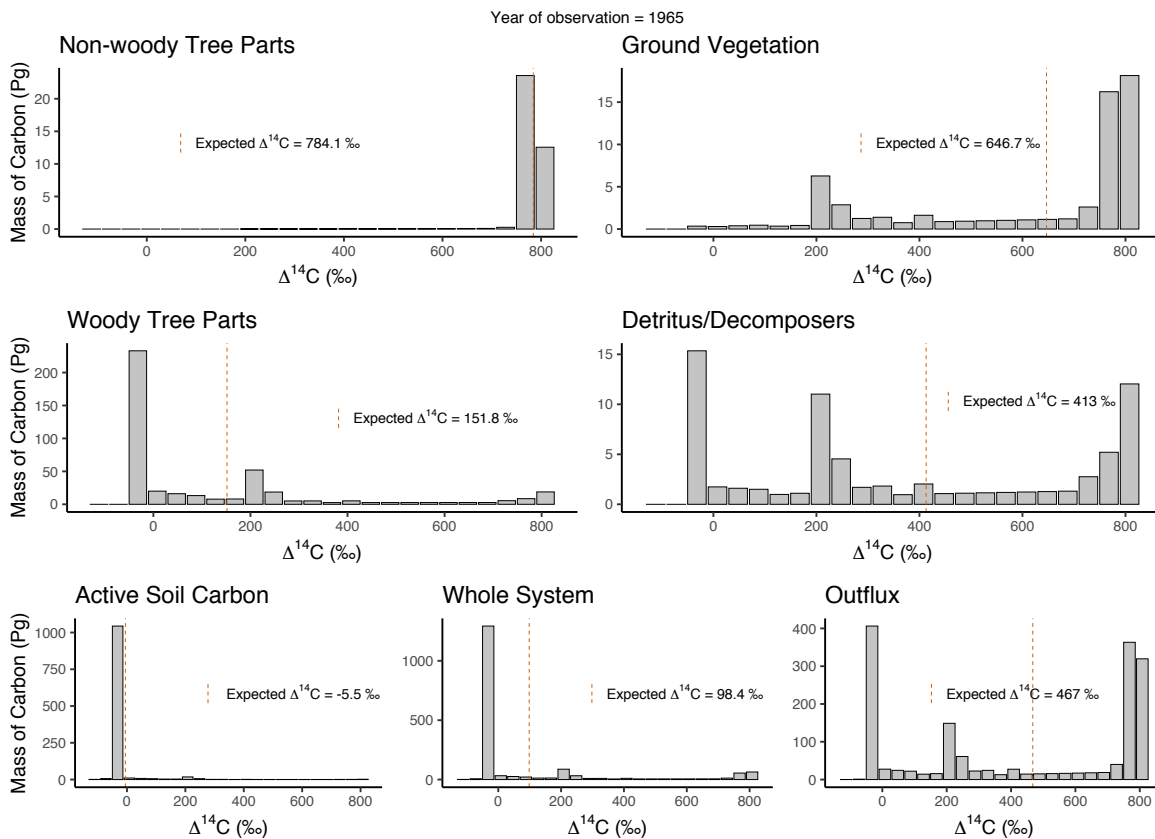 Year of observation = 1965
Non-woody Tree Parts
Mass of Carbon (Pg)
20
15
10
5
0
Expected Δ¹⁴C = 784.1 ‰
0 200 400 600 800
Δ¹⁴C (‰)
Ground Vegetation
15
10
5
0
Expected Δ¹⁴C = 646.7 ‰
0 200 400 600 800
Δ¹⁴C (‰)
Woody Tree Parts
Mass of Carbon (Pg)
200
150
100
50
0
Expected Δ¹⁴C = 151.8 ‰
0 200 400 600 800
Δ¹⁴C (‰)
Detritus/Decomposers
15
10
5
0
Expected Δ¹⁴C = 413 ‰
0 200 400 600 800
Δ¹⁴C (‰)
Active Soil Carbon
Mass of Carbon (Pg)
1000
750
500
250
0
Expected Δ¹⁴C = -5.5 ‰
0 200 400 600 800
Δ¹⁴C (‰)
Whole System
1000
500
0
Expected Δ¹⁴C = 98.4 ‰
0 200 400 600 800
Δ¹⁴C (‰)
Outflux
400
300
200
100
0
Expected Δ¹⁴C = 467 ‰
0 200 400 600 800
Δ¹⁴C (‰)